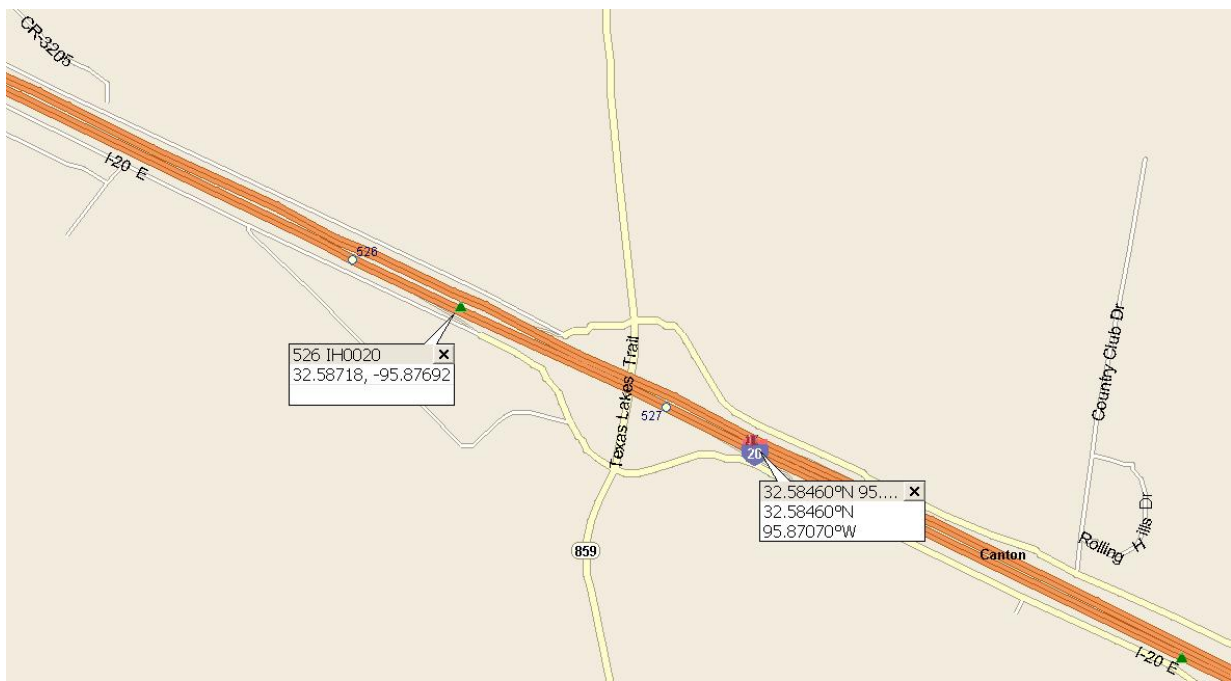 CR-3205
I-20 E
526
526 IH0020
32.58718, -95.87692
Texas Lakes Trail
527
20
32.58460°N 95....
32.58460°N
95.87070°W
Country Club Dr
Rolling Hills Dr
859
Canton
I-20 E